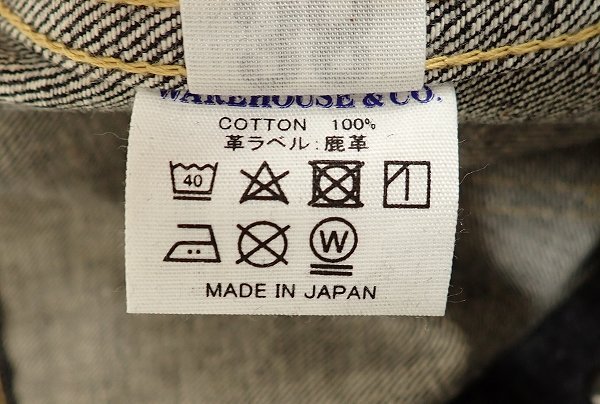 WAREHOUSE & CO.
COTTON 100%
革ラベル:鹿革
40
W
MADE IN JAPAN